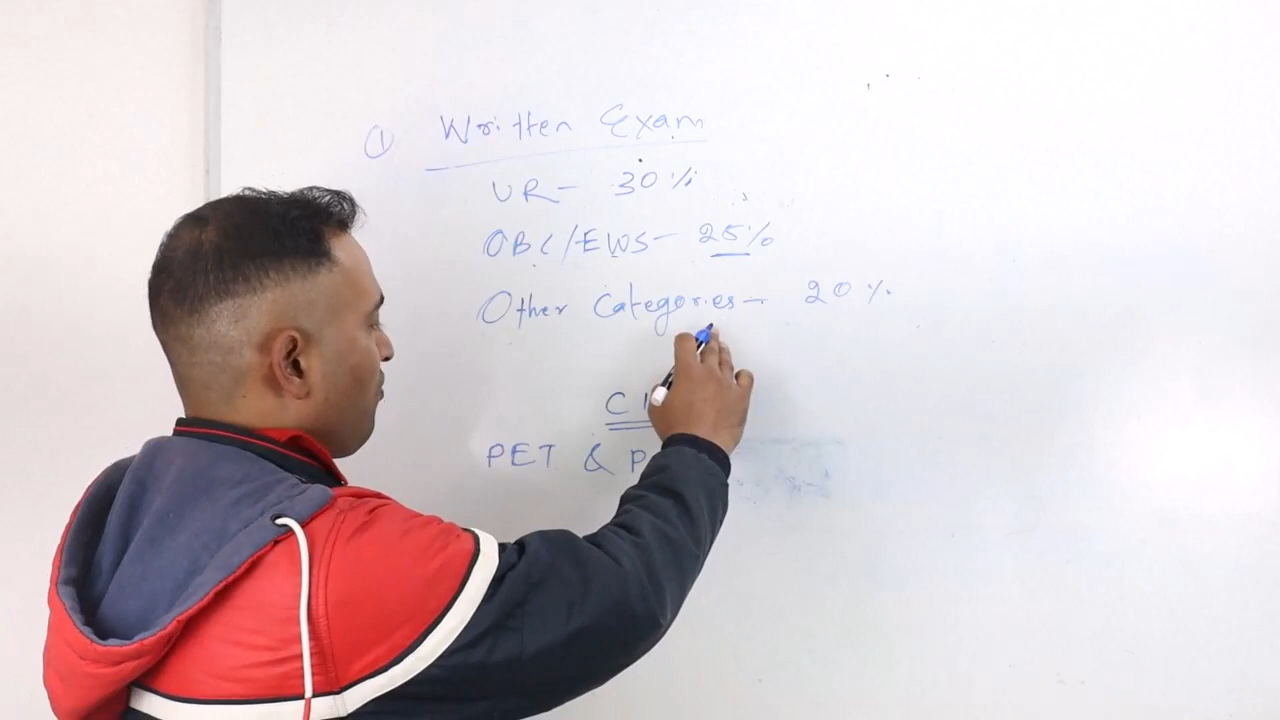 ① Written Exam
UR- 30%
OBC/EWS- 25%
Other Categories- 20%
PET &